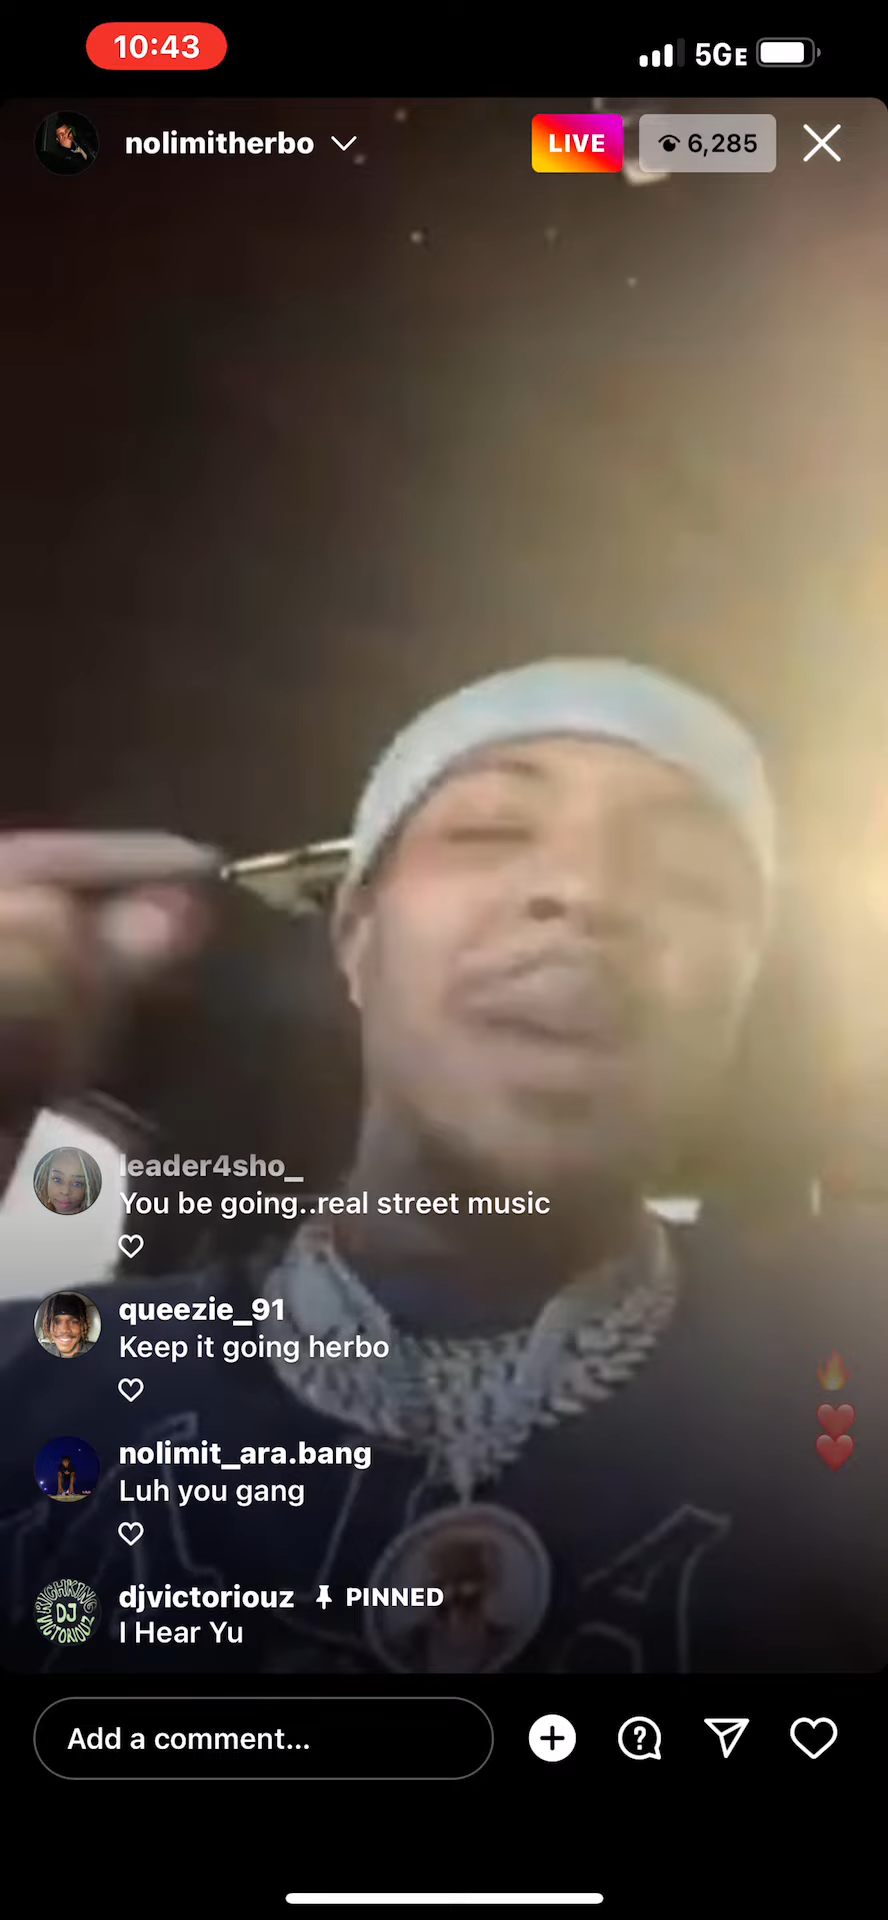 10:43
5GE
nolimitherbo
LIVE
6,285
leader4sho_
You be going..real street music
queezie_91
Keep it going herbo
nolimit_ara.bang
Luh you gang
djvictoriouz PINNED
I Hear Yu
DJ
Add a comment...